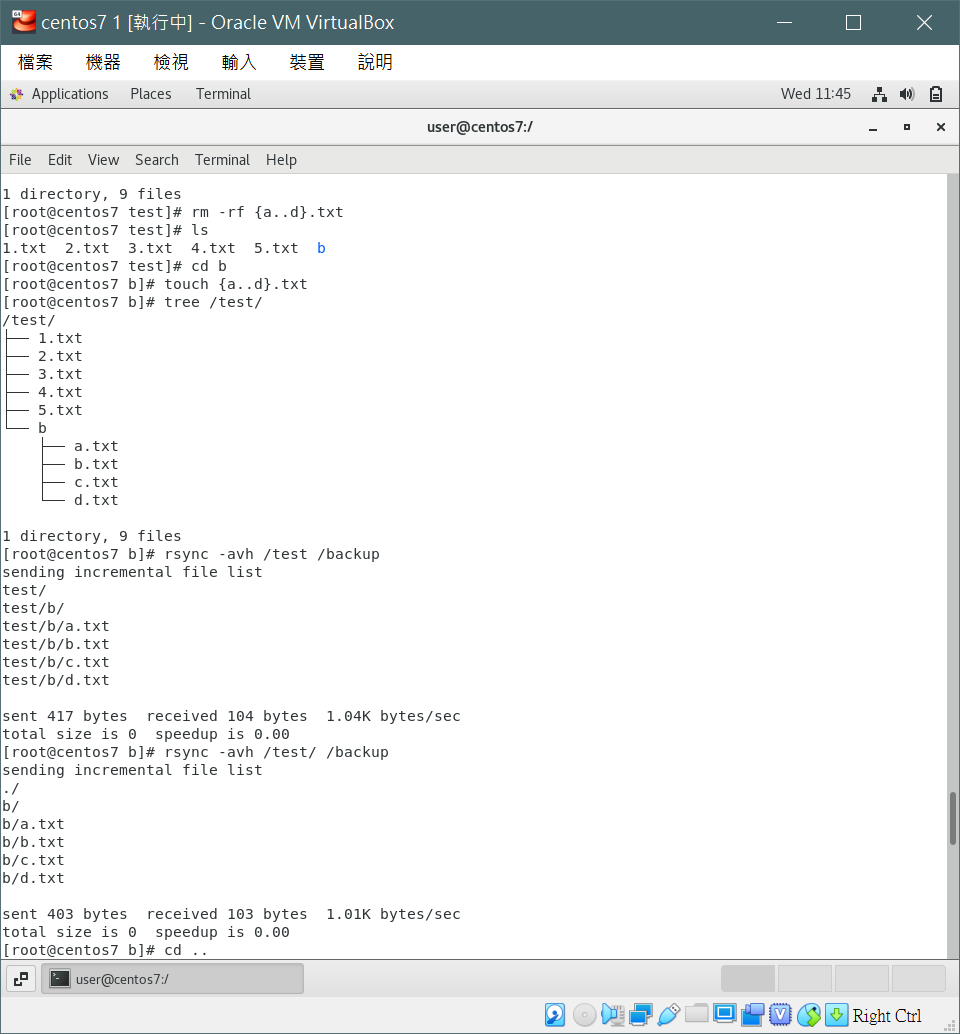 centos7 1 [執行中] - Oracle VM VirtualBox
檔案 機器 檢視 輸入 裝置 說明
Applications Places Terminal Wed 11:45
user@centos7:/
File Edit View Search Terminal Help
1 directory, 9 files
[root@centos7 test]# rm -rf {a..d}.txt
[root@centos7 test]# ls
1.txt  2.txt  3.txt  4.txt  5.txt  b
[root@centos7 test]# cd b
[root@centos7 b]# touch {a..d}.txt
[root@centos7 b]# tree /test/
/test/
├── 1.txt
├── 2.txt
├── 3.txt
├── 4.txt
├── 5.txt
└── b
    ├── a.txt
    ├── b.txt
    ├── c.txt
    └── d.txt
1 directory, 9 files
[root@centos7 b]# rsync -avh /test /backup
sending incremental file list
test/
test/b/
test/b/a.txt
test/b/b.txt
test/b/c.txt
test/b/d.txt
sent 417 bytes  received 104 bytes  1.04K bytes/sec
total size is 0  speedup is 0.00
[root@centos7 b]# rsync -avh /test/ /backup
sending incremental file list
./
b/
b/a.txt
b/b.txt
b/c.txt
b/d.txt
sent 403 bytes  received 103 bytes  1.01K bytes/sec
total size is 0  speedup is 0.00
[root@centos7 b]# cd ..
user@centos7:/
Right Ctrl